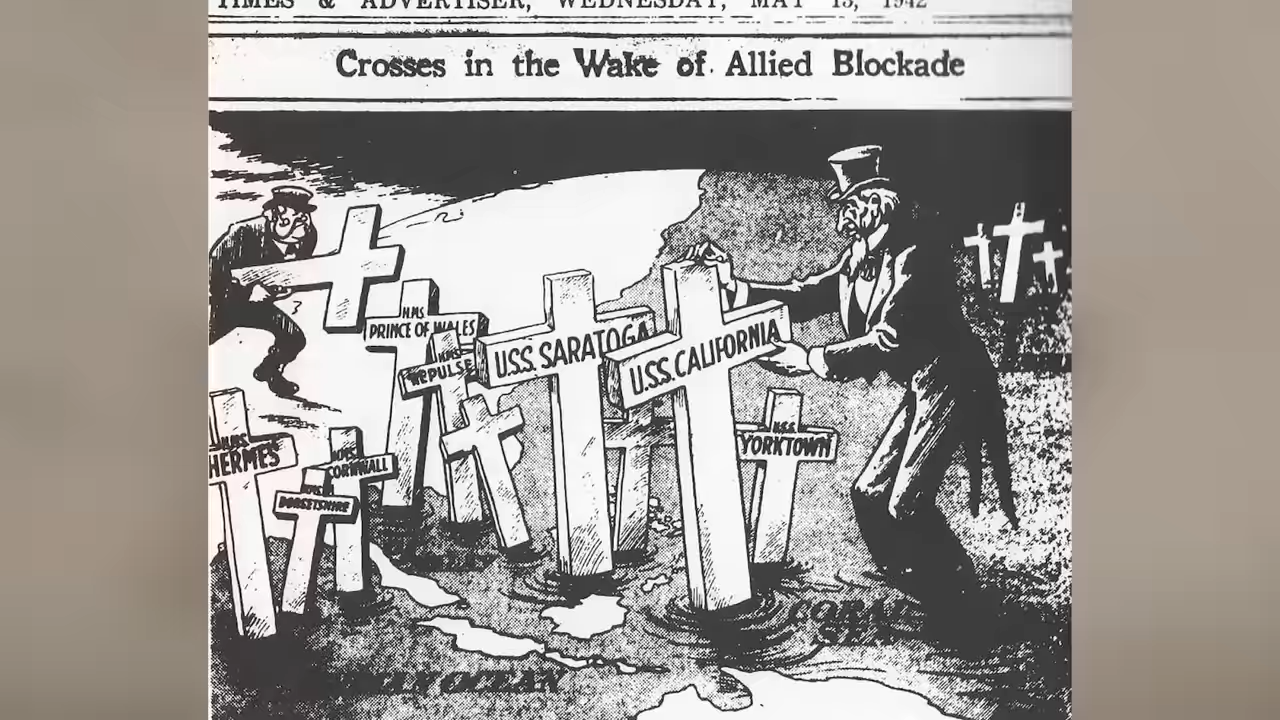 TIMES & ADVERTISER, WEDNESDAY, MAY 13, 1942
Crosses in the Wake of Allied Blockade
H.M.S
PRINCE OF WALES
H.M.S
REPULSE
U.S.S. SARATOGA
U.S.S. CALIFORNIA
U.S.S.
YORKTOWN
H.M.S
HERMES
H.M.S
CORNWALL
H.M.S
DORSETSHIRE
CORAL
SEA
OCEAN